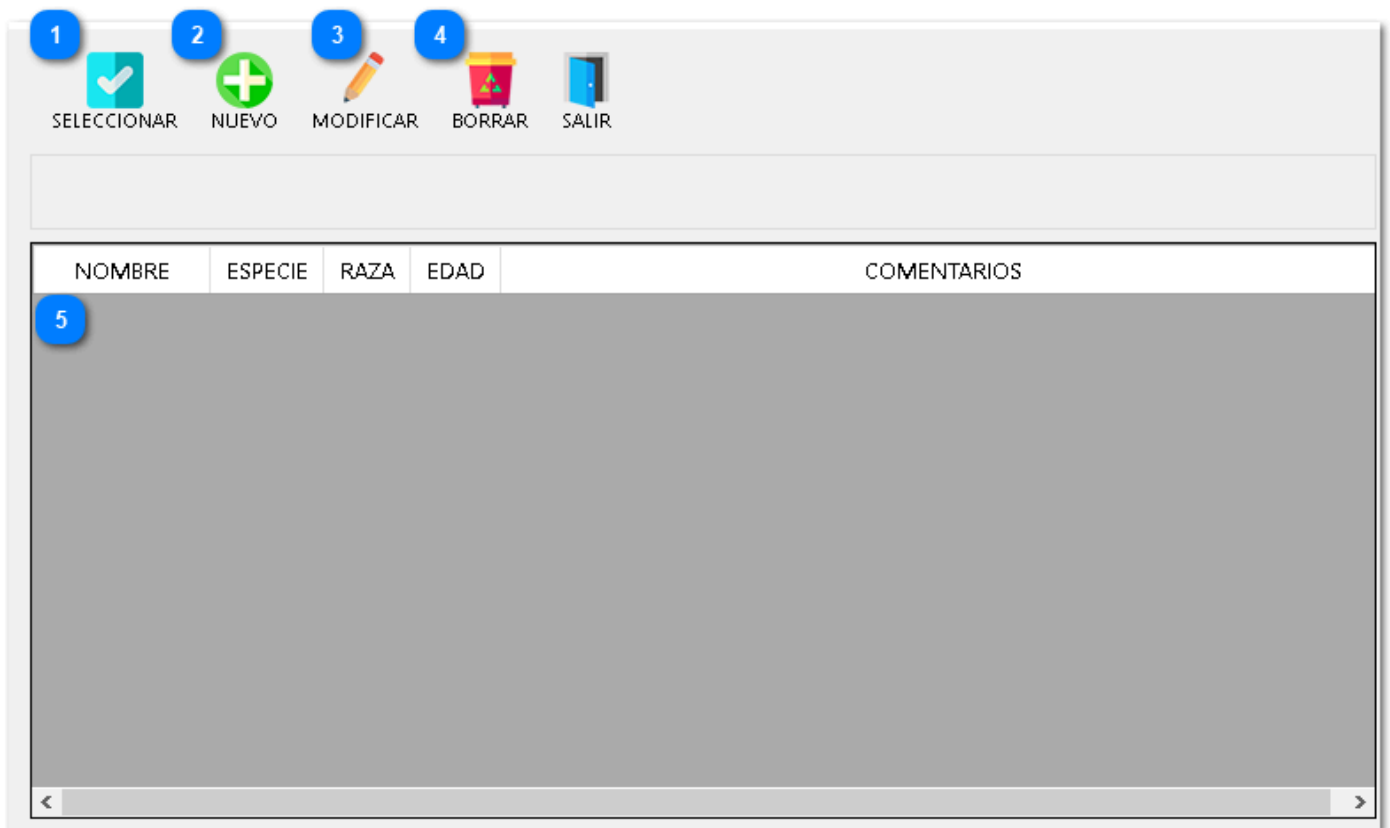 1 2 3 4
SELECCIONAR NUEVO MODIFICAR BORRAR SALIR
NOMBRE ESPECIE RAZA EDAD COMENTARIOS
5